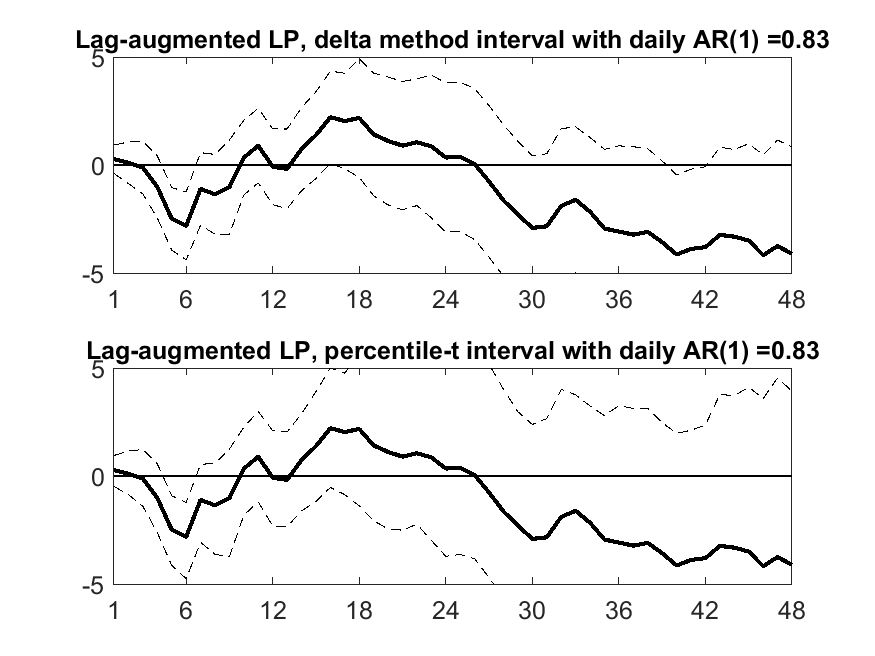 Lag-augmented LP, delta method interval with daily AR(1) =0.83
5
0
-5
1 6 12 18 24 30 36 42 48
Lag-augmented LP, percentile-t interval with daily AR(1) =0.83
5
0
-5
1 6 12 18 24 30 36 42 48